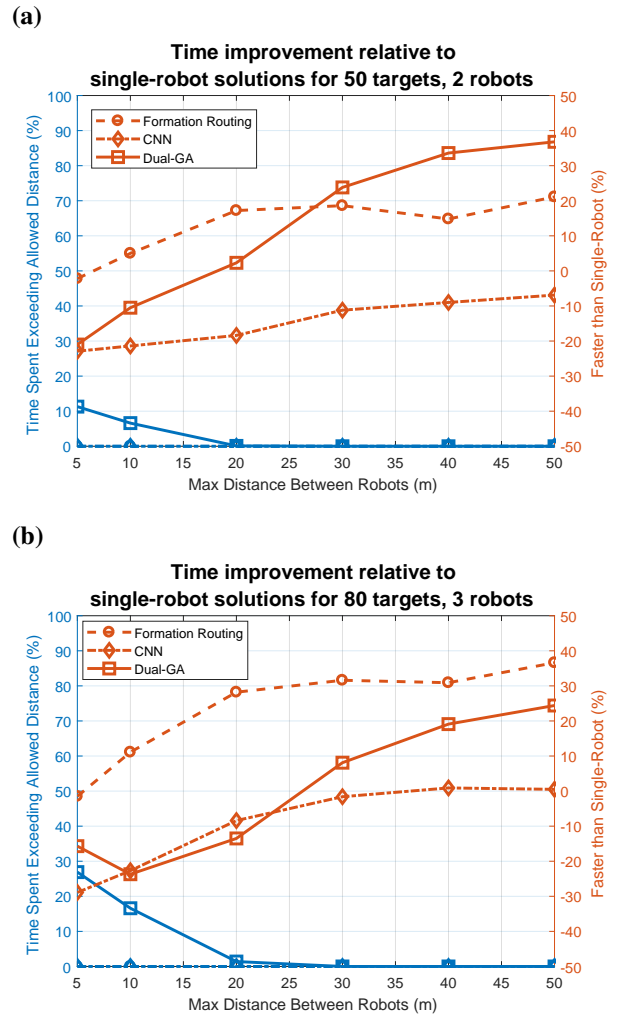 (a)
Time improvement relative to
single-robot solutions for 50 targets, 2 robots
Time Spent Exceeding Allowed Distance (%)
100
90
80
70
60
50
40
30
20
10
0
Formation Routing
CNN
Dual-GA
50
40
30
20
10
0
-10
-20
-30
-40
-50
Faster than Single-Robot (%)
5 10 15 20 25 30 35 40 45 50
Max Distance Between Robots (m)
(b)
Time improvement relative to
single-robot solutions for 80 targets, 3 robots
Time Spent Exceeding Allowed Distance (%)
100
90
80
70
60
50
40
30
20
10
0
Formation Routing
CNN
Dual-GA
50
40
30
20
10
0
-10
-20
-30
-40
-50
Faster than Single-Robot (%)
5 10 15 20 25 30 35 40 45 50
Max Distance Between Robots (m)